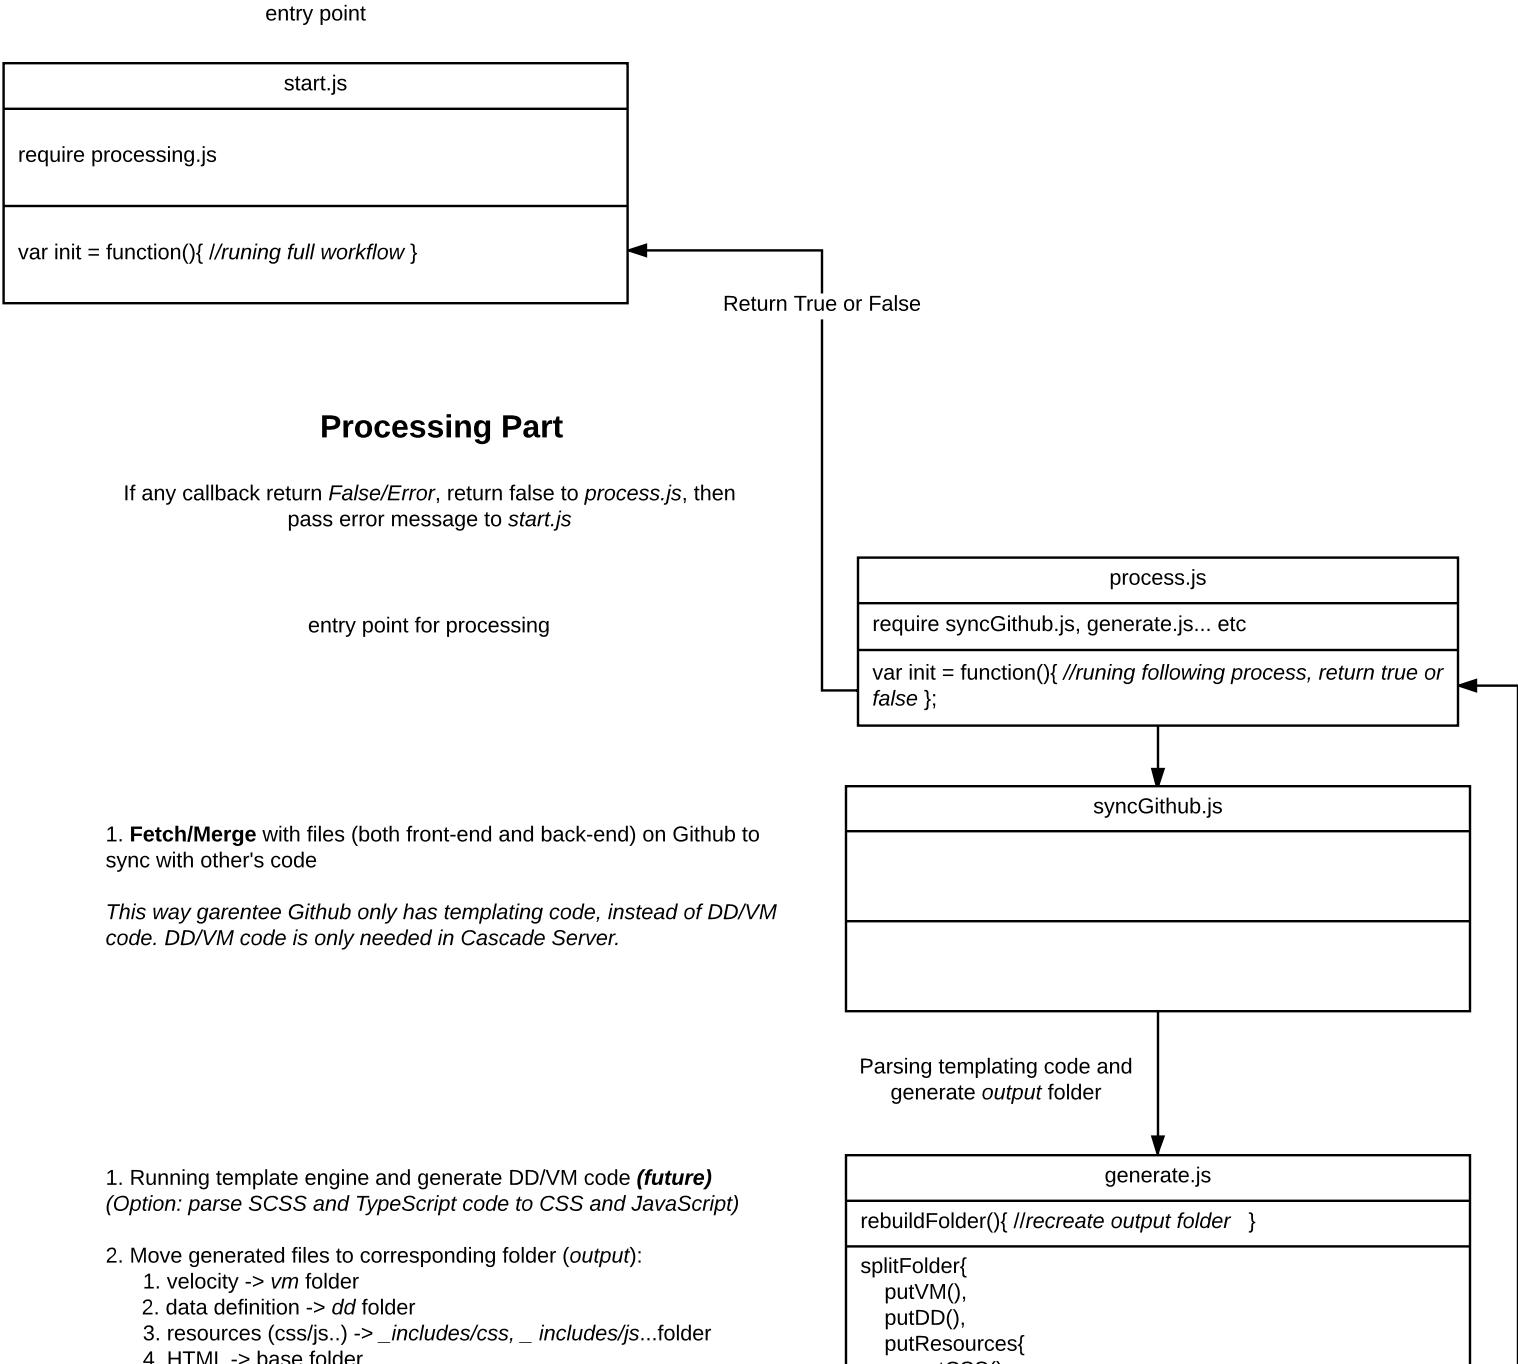 entry point
start.js
require processing.js
var init = function(){ //runing full workflow }
Return True or False
Processing Part
If any callback return False/Error, return false to process.js, then
pass error message to start.js
process.js
entry point for processing
require syncGithub.js, generate.js... etc
var init = function(){ //runing following process, return true or
false };
syncGithub.js
1. Fetch/Merge with files (both front-end and back-end) on Github to
sync with other's code
This way garentee Github only has templating code, instead of DD/VM
code. DD/VM code is only needed in Cascade Server.
Parsing templating code and
generate output folder
1. Running template engine and generate DD/VM code (future)
(Option: parse SCSS and TypeScript code to CSS and JavaScript)
2. Move generated files to corresponding folder (output):
1. velocity -> vm folder
2. data definition -> dd folder
3. resources (css/js..) -> _includes/css, _ includes/js...folder
4. HTML -> base folder
generate.js
rebuildFolder(){ //recreate output folder   }
splitFolder{
putVM(),
putDD(),
putResources{